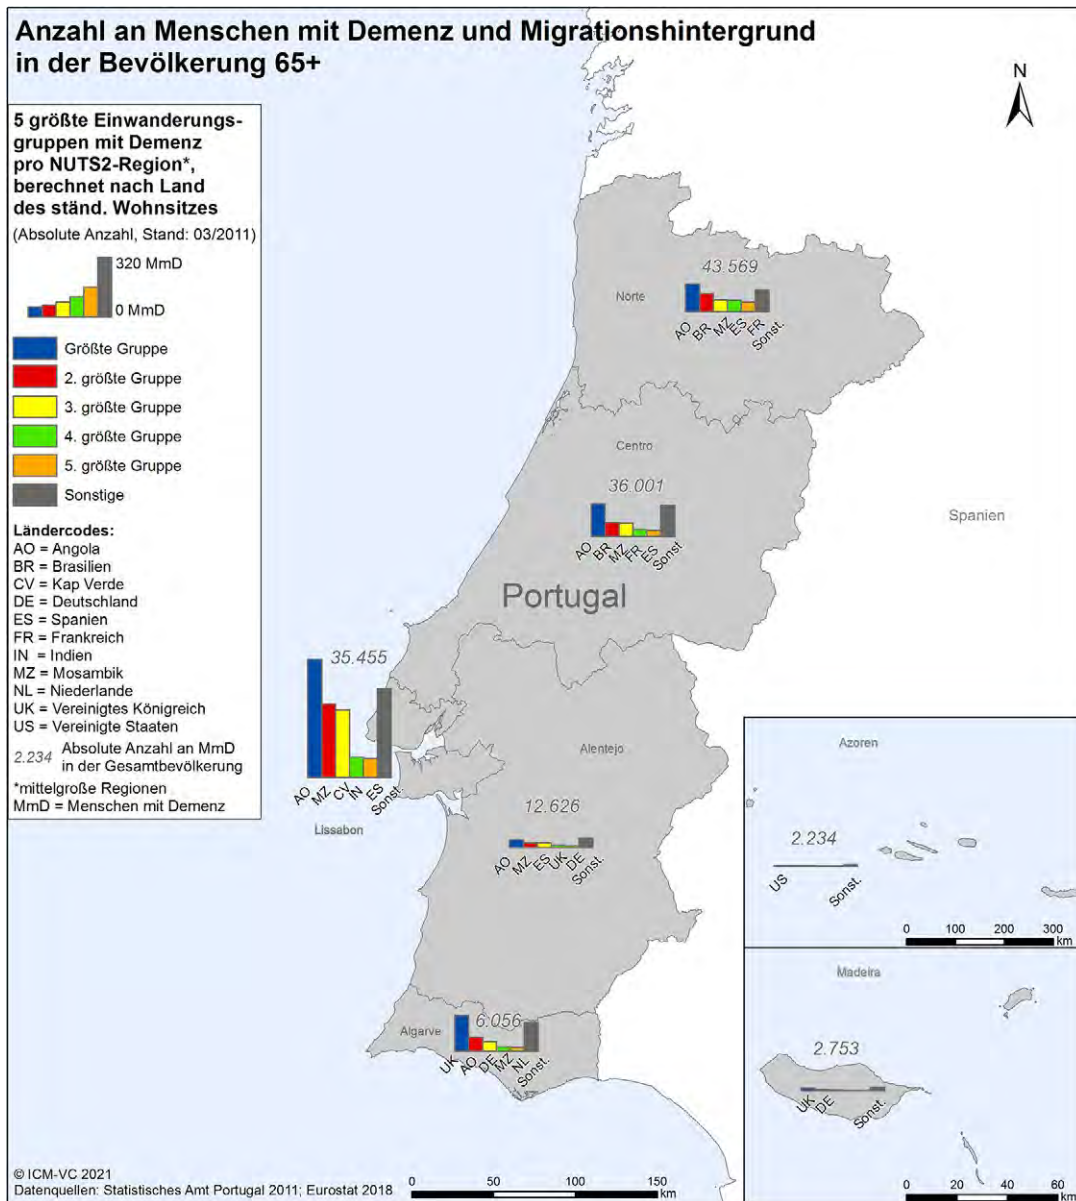 Anzahl an Menschen mit Demenz und Migrationshintergrund
in der Bevölkerung 65+
N
5 größte Einwanderungs-
gruppen mit Demenz
pro NUTS2-Region*,
berechnet nach Land
des ständ. Wohnsitzes
(Absolute Anzahl, Stand: 03/2011)
320 MmD
0 MmD
Größte Gruppe
2. größte Gruppe
3. größte Gruppe
4. größte Gruppe
5. größte Gruppe
Sonstige
Ländercodes:
AO = Angola
BR = Brasilien
CV = Kap Verde
DE = Deutschland
ES = Spanien
FR = Frankreich
IN = Indien
MZ = Mosambik
NL = Niederlande
UK = Vereinigtes Königreich
US = Vereinigte Staaten
2.234 Absolute Anzahl an MmD
in der Gesamtbevölkerung
*mittelgroße Regionen
MmD = Menschen mit Demenz
Norte
43.569
AO BR MZ ES FR Sonst.
Centro
36.001
AO BR MZ FR ES Sonst
Spanien
Portugal
35.455
AO MZ CV IN ES Sonst.
Lissabon
Alentejo
12.626
AO MZ ES UK DE Sonst.
Algarve
6.056
UK AO DE MZ NL Sonst.
Azoren
2.234
US Sonst.
0 100 200 300
km
Madeira
2.753
UK DE Sonst.
0 20 40 60
km
© ICM-VC 2021
Datenquellen: Statistisches Amt Portugal 2011; Eurostat 2018
0 50 100 150
km